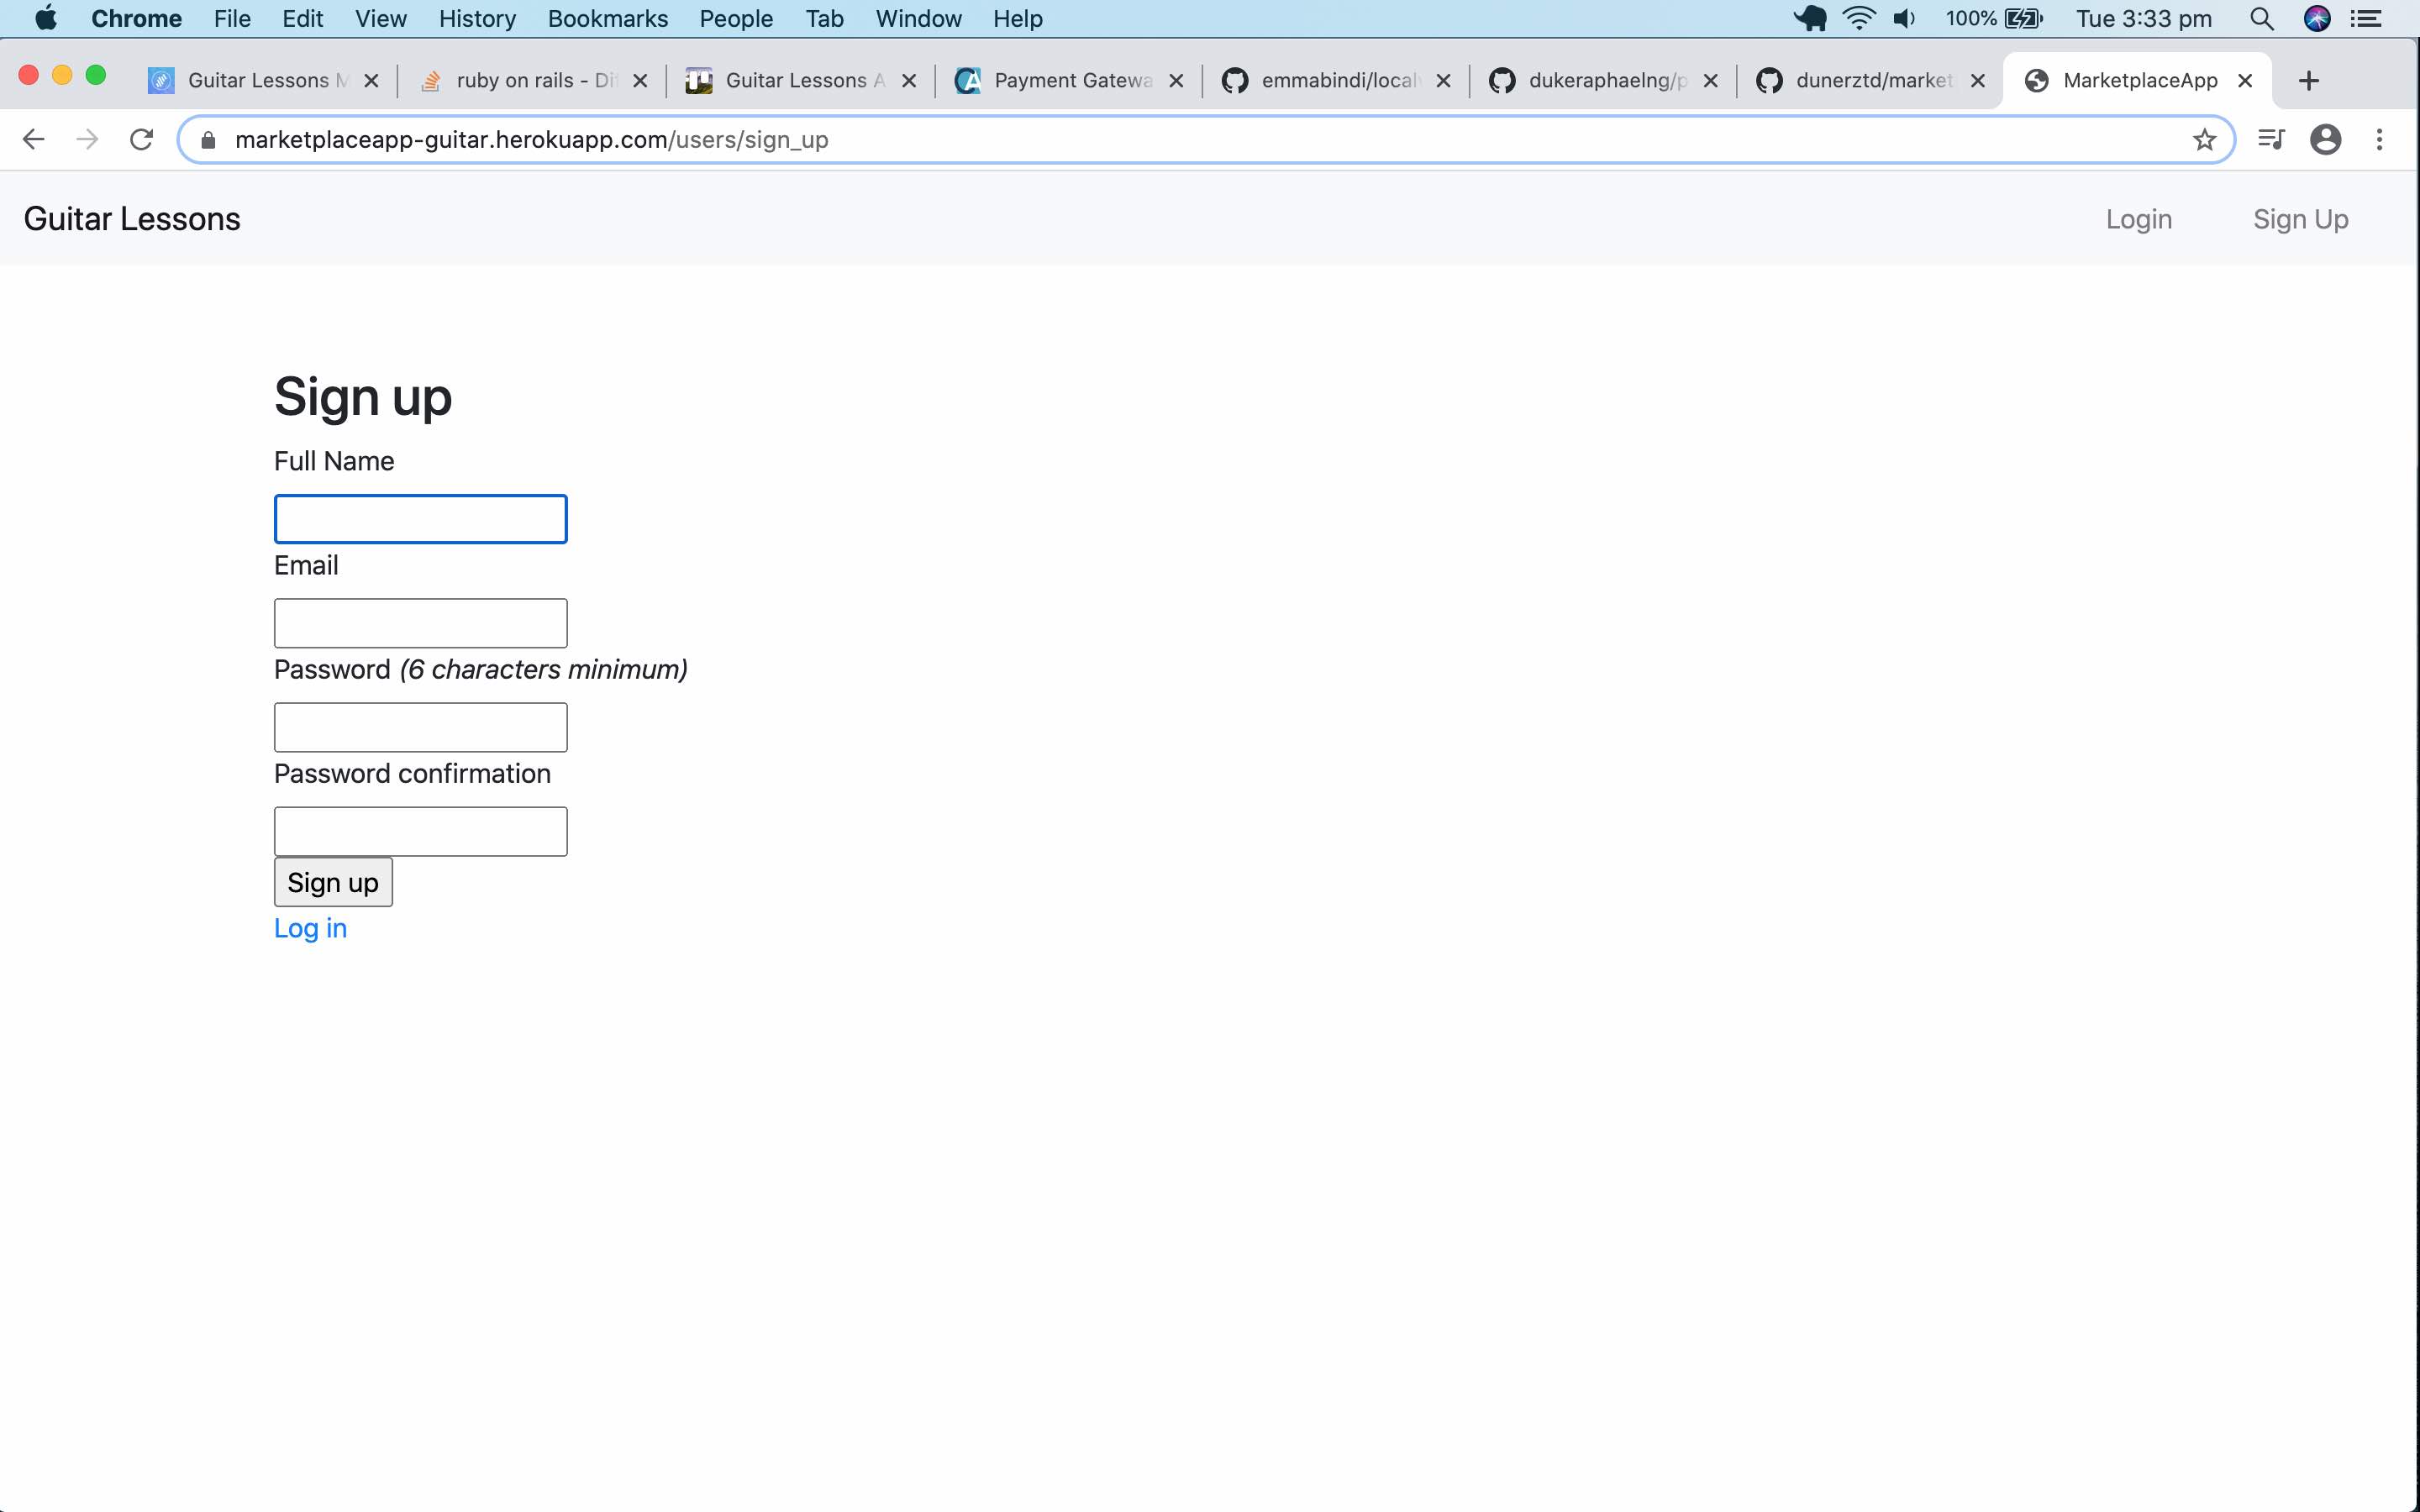 Chrome File Edit View History Bookmarks People Tab Window Help 100% Tue 3:33 pm
Guitar Lessons M ruby on rails - Di Guitar Lessons A Payment Gatewa emmabindi/local dukeraphaelng/p dunerztd/market MarketplaceApp
marketplaceapp-guitar.herokuapp.com/users/sign_up
Guitar Lessons Login Sign Up
Sign up
Full Name
Email
Password (6 characters minimum)
Password confirmation
Sign up
Log in